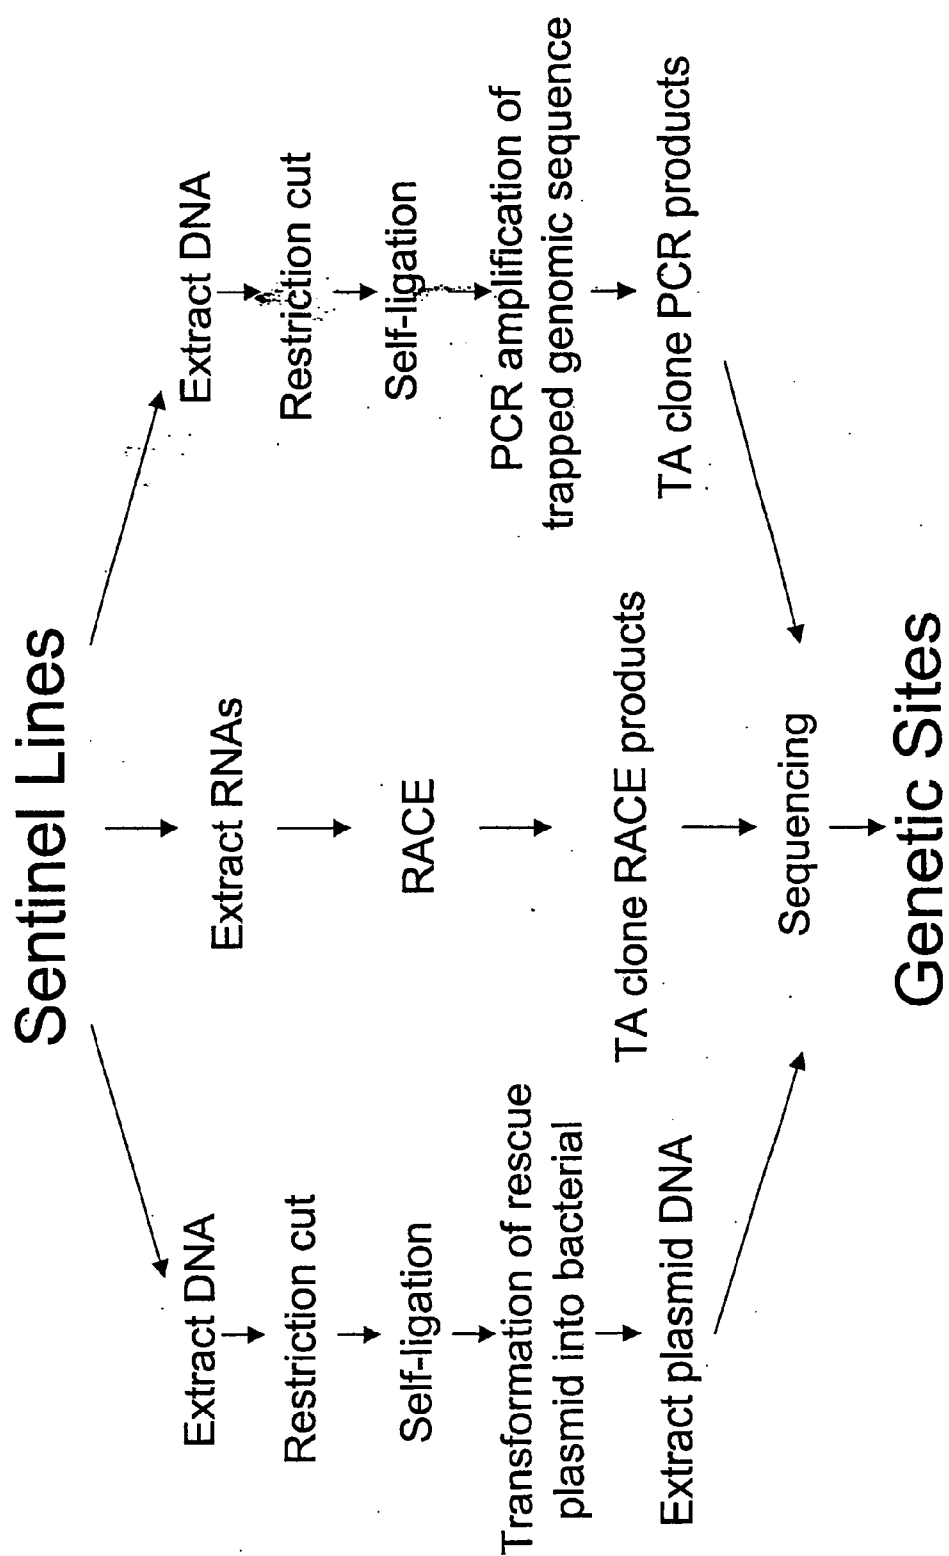 Sentinel Lines
Extract DNA
Restriction cut
Self-ligation
Transformation of rescue
plasmid into bacterial
Extract plasmid DNA
Extract RNAs
RACE
TA clone RACE products
Extract DNA
Restriction cut
Self-ligation
PCR amplification of
trapped genomic sequence
TA clone PCR products
Sequencing
Genetic Sites